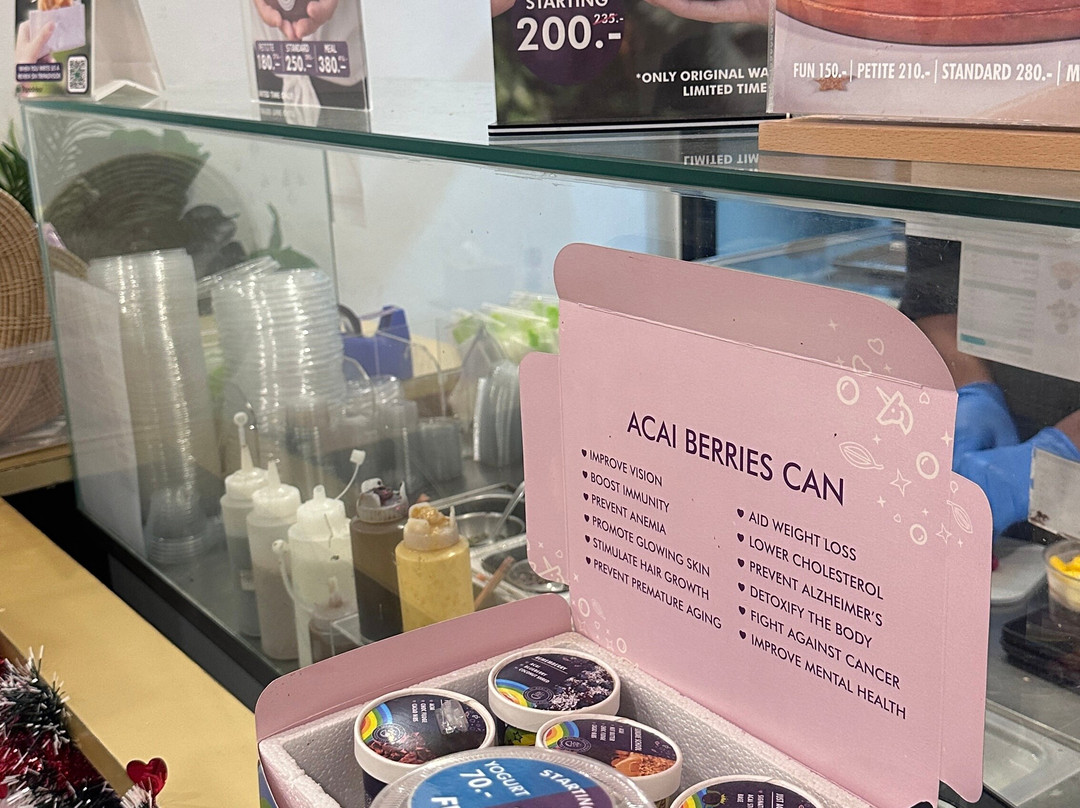 PETITE STANDARD MEAL
180.- 250.- 380.-
STARTING
235.-
200.-
*ONLY ORIGINAL
LIMITED TIME
FUN 150.- | PETITE 210.- | STANDARD 280.- |
ACAI BERRIES CAN
IMPROVE VISION
BOOST IMMUNITY
PREVENT ANEMIA
PROMOTE GLOWING SKIN
STIMULATE HAIR GROWTH
PREVENT PREMATURE AGING
AID WEIGHT LOSS
LOWER CHOLESTEROL
PREVENT ALZHEIMER'S
DETOXIFY THE BODY
FIGHT AGAINST CANCER
IMPROVE MENTAL HEALTH
YOGURT
70.-